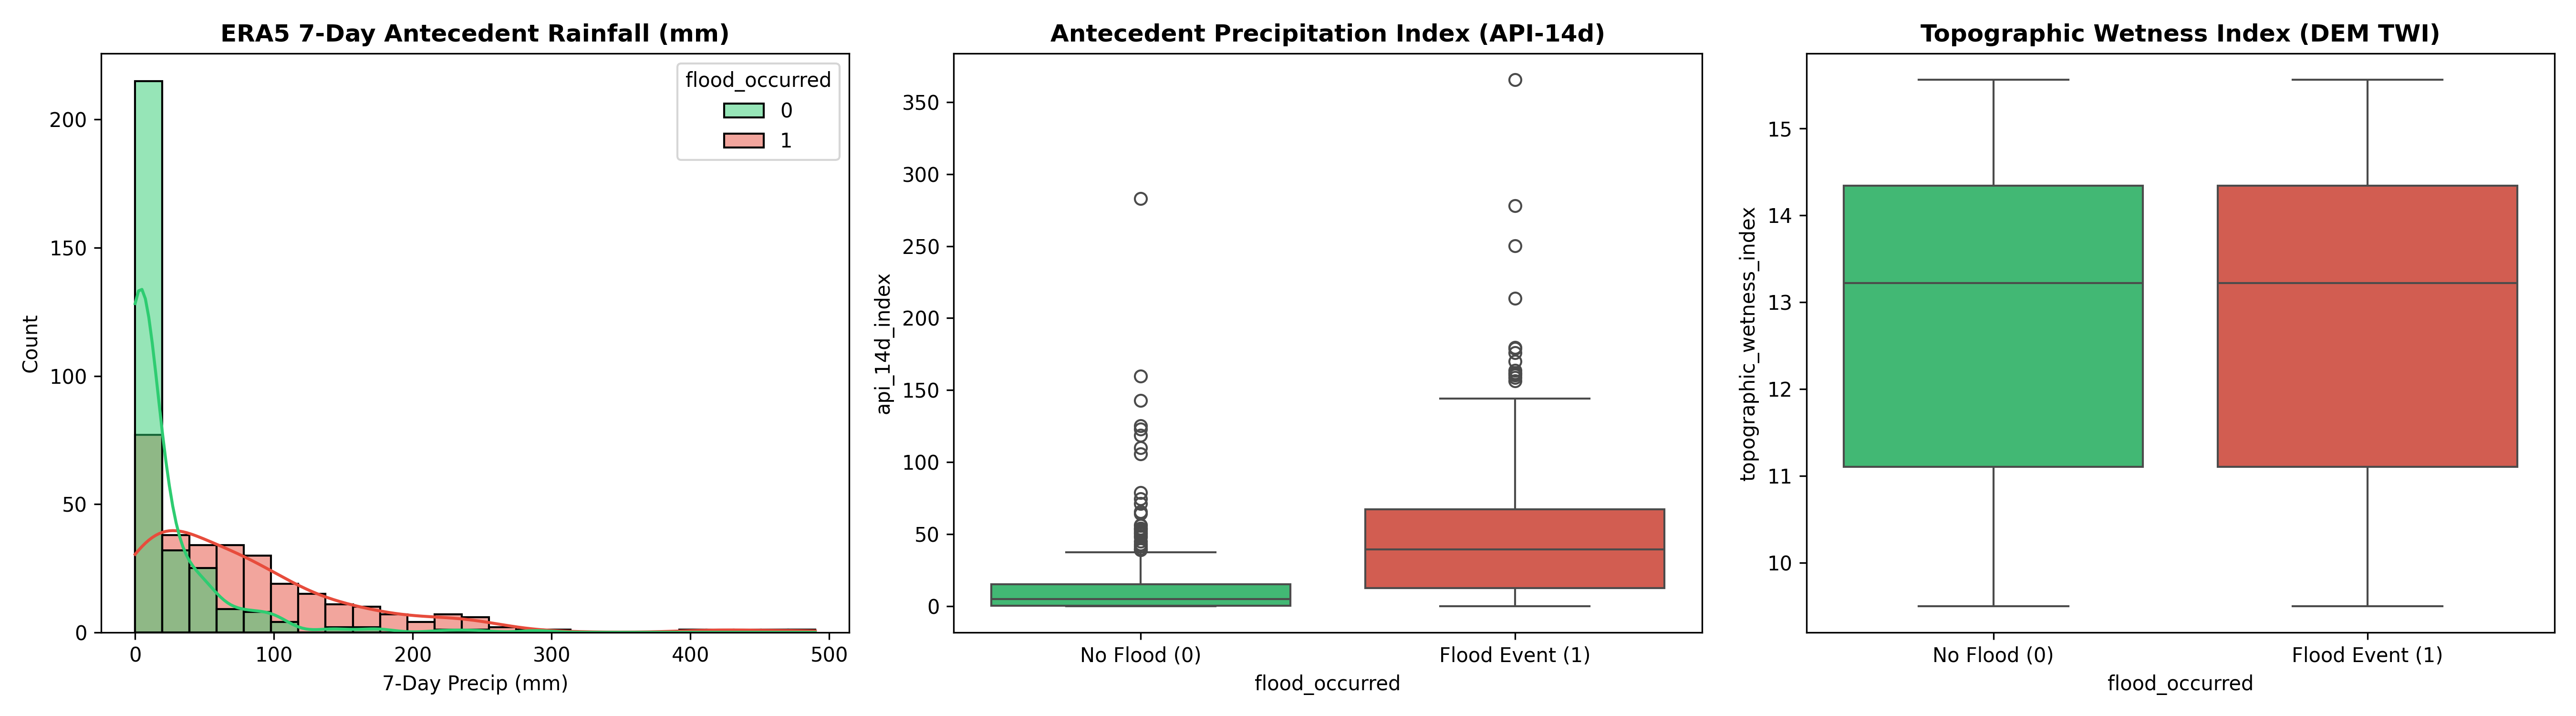 ERA5 7-Day Antecedent Rainfall (mm)
flood_occurred
0
1
200
150
100
50
0
Count
0 100 200 300 400 500
7-Day Precip (mm)
Antecedent Precipitation Index (API-14d)
350
300
250
200
150
100
50
0
api_14d_index
No Flood (0) Flood Event (1)
flood_occurred
Topographic Wetness Index (DEM TWI)
15
14
13
12
11
10
topographic_wetness_index
No Flood (0) Flood Event (1)
flood_occurred